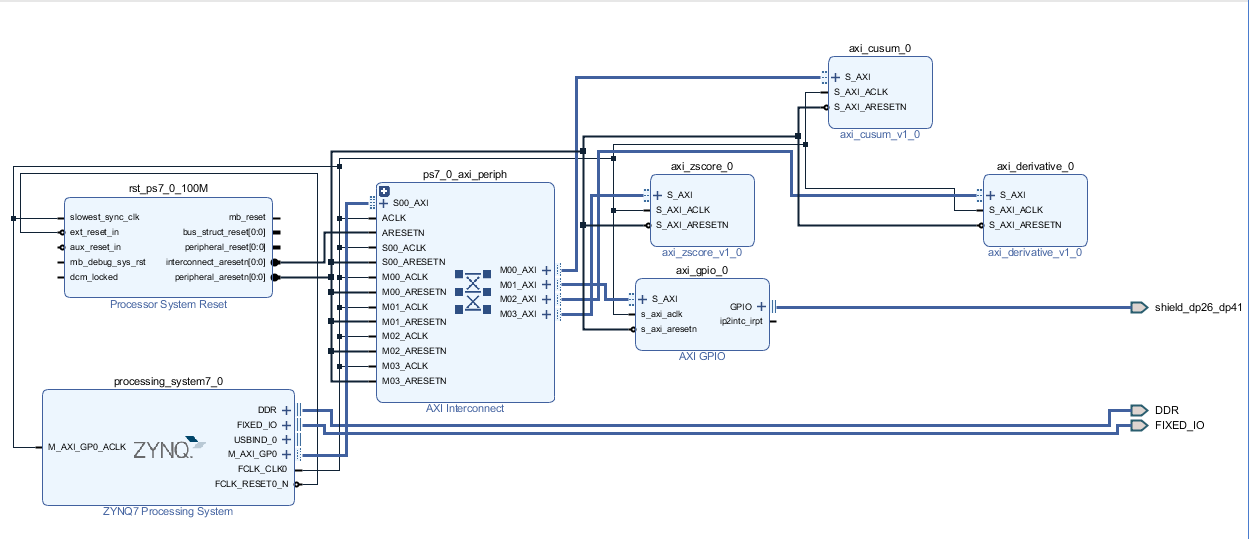 axi_cusum_0
S_AXI
S_AXI_ACLK
S_AXI_ARESETN
axi_cusum_v1_0
axi_zscore_0
S_AXI
S_AXI_ACLK
S_AXI_ARESETN
axi_zscore_v1_0
axi_derivative_0
S_AXI
S_AXI_ACLK
S_AXI_ARESETN
axi_derivative_v1_0
rst_ps7_0_100M
slowest_sync_clk
ext_reset_in
aux_reset_in
mb_debug_sys_rst
dcm_locked
mb_reset
bus_struct_reset[0:0]
peripheral_reset[0:0]
interconnect_aresetn[0:0]
peripheral_aresetn[0:0]
Processor System Reset
ps7_0_axi_periph
S00_AXI
ACLK
ARESETN
S00_ACLK
S00_ARESETN
M00_ACLK
M00_ARESETN
M01_ACLK
M01_ARESETN
M02_ACLK
M02_ARESETN
M03_ACLK
M03_ARESETN
M00_AXI
M01_AXI
M02_AXI
M03_AXI
AXI Interconnect
axi_gpio_0
S_AXI
s_axi_aclk
s_axi_aresetn
GPIO
ip2intc_irpt
AXI GPIO
shield_dp26_dp41
processing_system7_0
M_AXI_GP0_ACLK
ZYNQ.
DDR
FIXED_IO
USBIND_0
M_AXI_GP0
FCLK_CLK0
FCLK_RESET0_N
ZYNQ7 Processing System
DDR
FIXED_IO